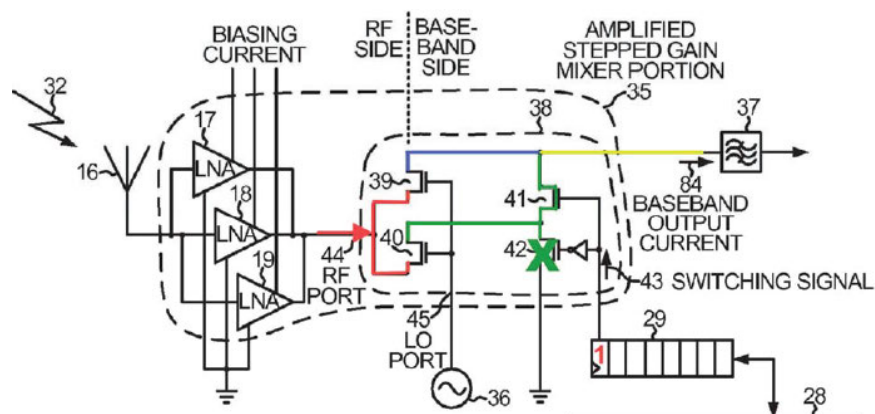 BIASING
CURRENT
RF SIDE
BASE-
BAND
SIDE
AMPLIFIED
STEPPED GAIN
MIXER PORTION
32
35
17
38
37
LNA
16
39
18
41
84
BASEBAND
OUTPUT
CURRENT
LNA
40
42
X
19
44
RF
PORT
43 SWITCHING SIGNAL
LNA
45
LO
PORT
29
1
36
28